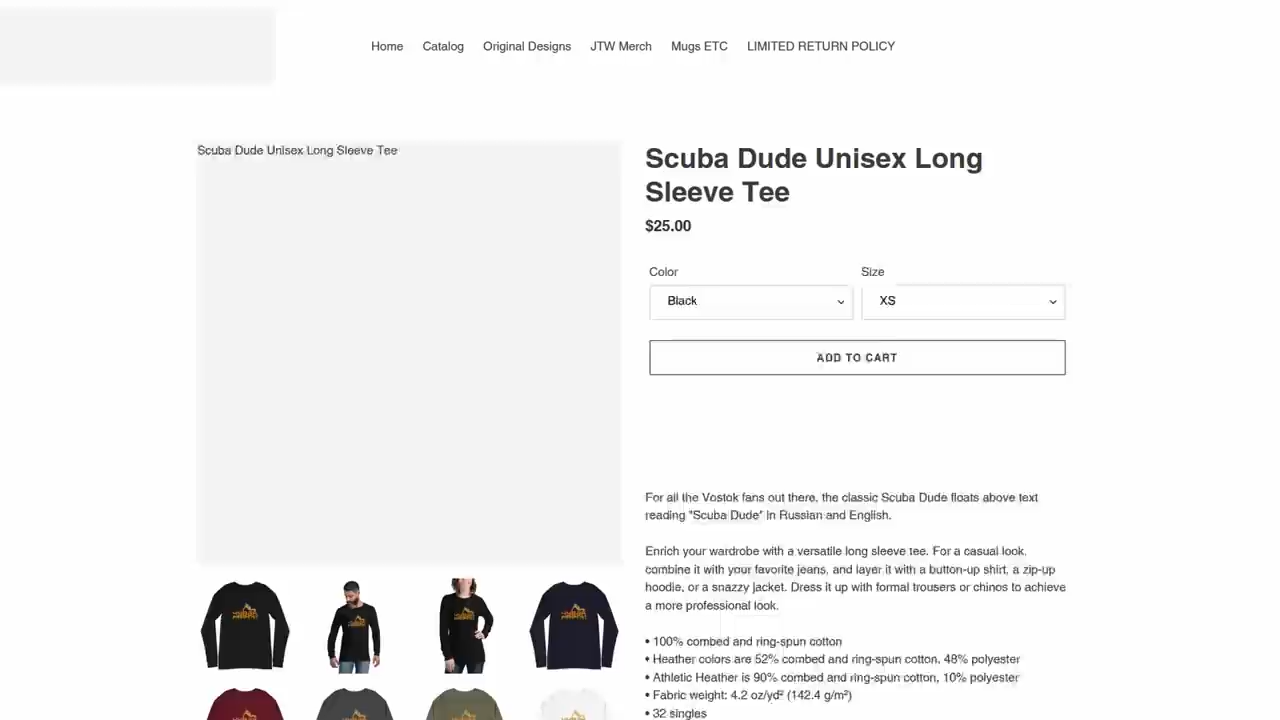 Home Catalog Original Designs JTW Merch Mugs ETC LIMITED RETURN POLICY
Scuba Dude Unisex Long Sleeve Tee
Scuba Dude Unisex Long
Sleeve Tee
$25.00
Color Size
Black XS
ADD TO CART
For all the Vostok fans out there, the classic Scuba Dude floats above text
reading "Scuba Dude" in Russian and English.
Enrich your wardrobe with a versatile long sleeve tee. For a casual look,
combine it with your favorite jeans, and layer it with a button-up shirt, a zip-up
hoodie, or a snazzy jacket. Dress it up with formal trousers or chinos to achieve
a more professional look.
• 100% combed and ring-spun cotton
• Heather colors are 52% combed and ring-spun cotton, 48% polyester
• Athletic Heather is 90% combed and ring-spun cotton, 10% polyester
• Fabric weight: 4.2 oz/yd² (142.4 g/m²)
• 32 singles